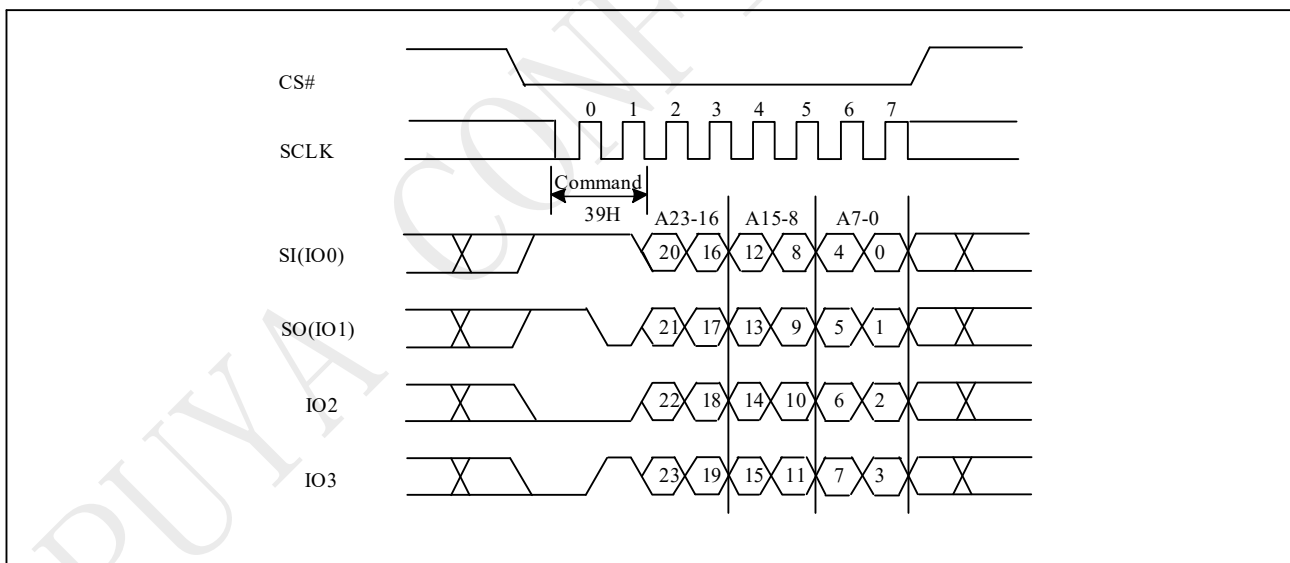 PUYA CONF
CS#
0 1 2 3 4 5 6 7
SCLK
Command
39H
A23-16 A15-8 A7-0
SI(IO0) 20 16 12 8 4 0
SO(IO1) 21 17 13 9 5 1
IO2 22 18 14 10 6 2
IO3 23 19 15 11 7 3